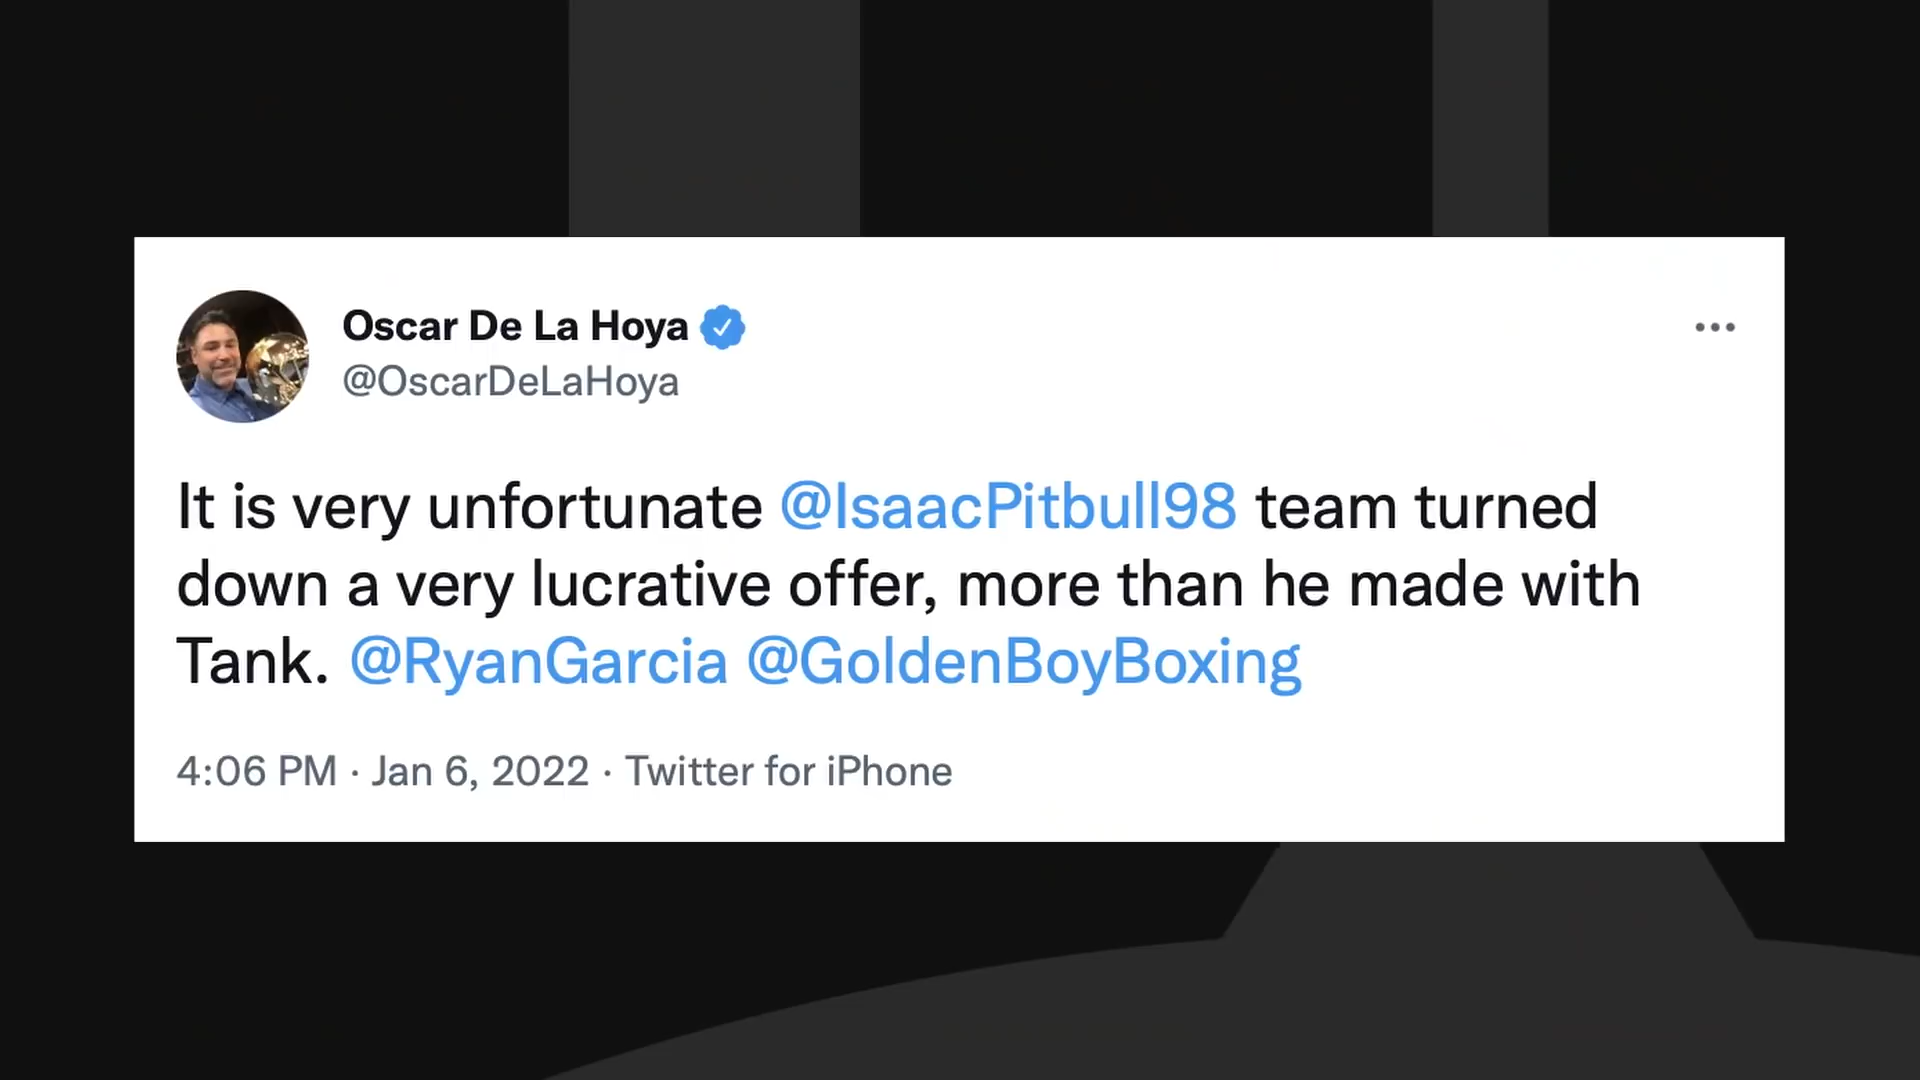 Oscar De La Hoya
@OscarDeLaHoya
It is very unfortunate @IsaacPitbull98 team turned
down a very lucrative offer, more than he made with
Tank. @RyanGarcia @GoldenBoyBoxing
4:06 PM · Jan 6, 2022 · Twitter for iPhone